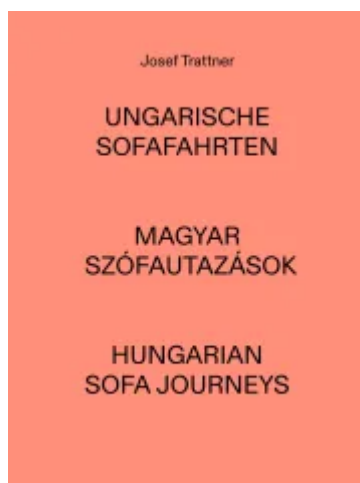 Josef Trattner
UNGARISCHE
SOFAFAHRTEN
MAGYAR
SZÓFAUTAZÁSOK
HUNGARIAN
SOFA JOURNEYS